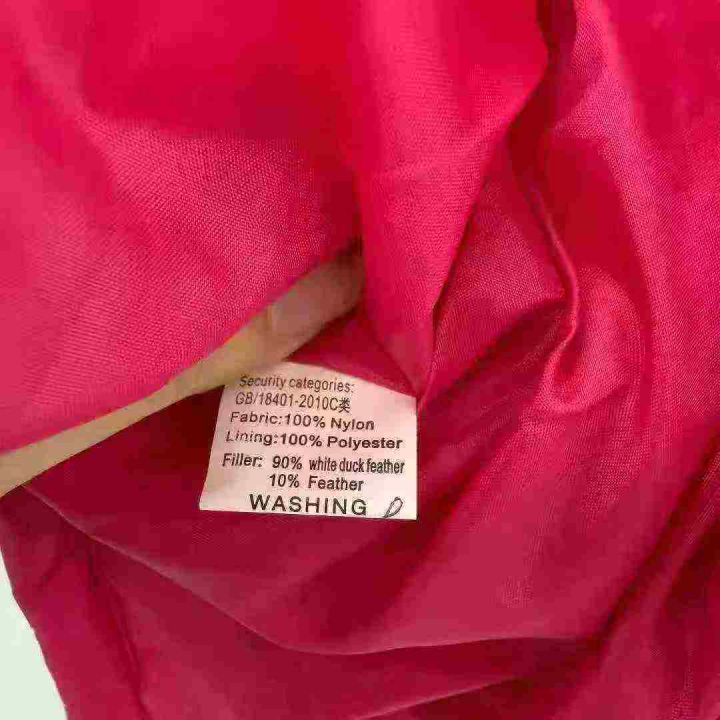 Security categories:
GB/18401-2010C类
Fabric:100% Nylon
Lining:100% Polyester
Filler: 90% white duck feather
10% Feather
WASHING